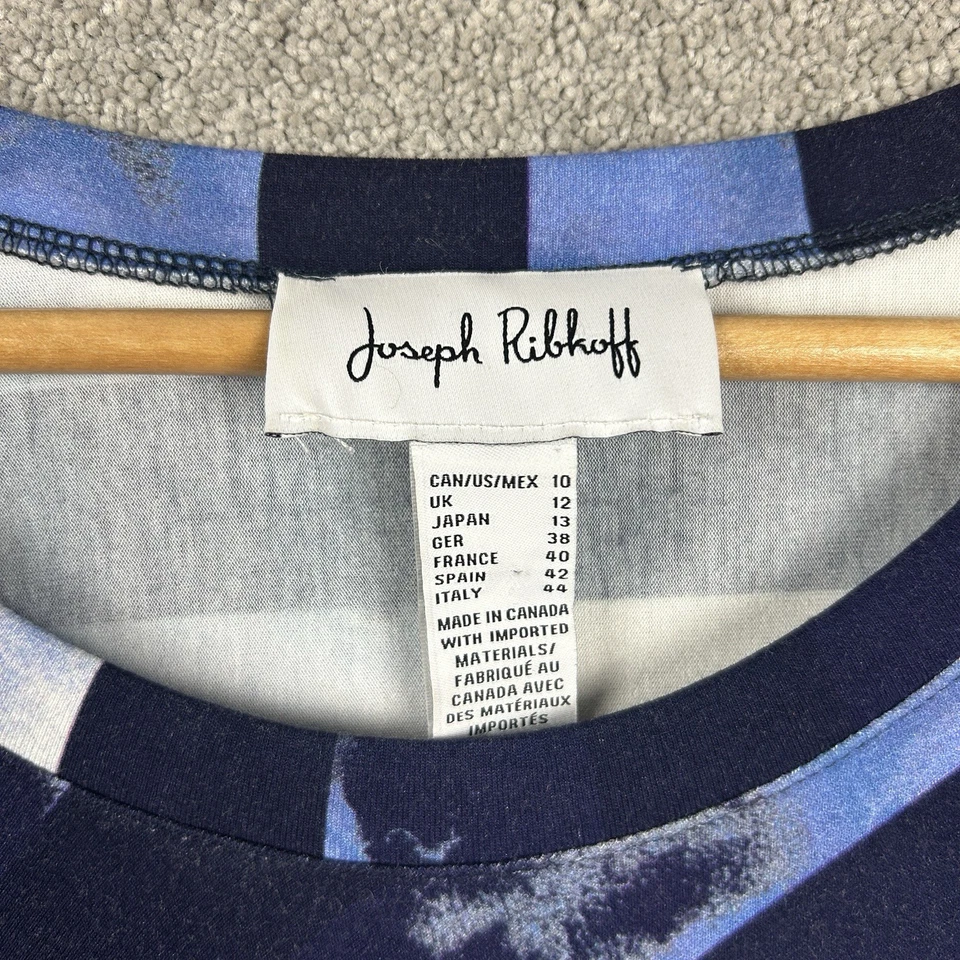 Joseph Ribkoff
CAN/US/MEX 10
UK 12
JAPAN 13
GER 38
FRANCE 40
SPAIN 42
ITALY 44
MADE IN CANADA
WITH IMPORTED
MATERIALS/
FABRIQUÉ AU
CANADA AVEC
DES MATÉRIAUX
IMPORTÉS